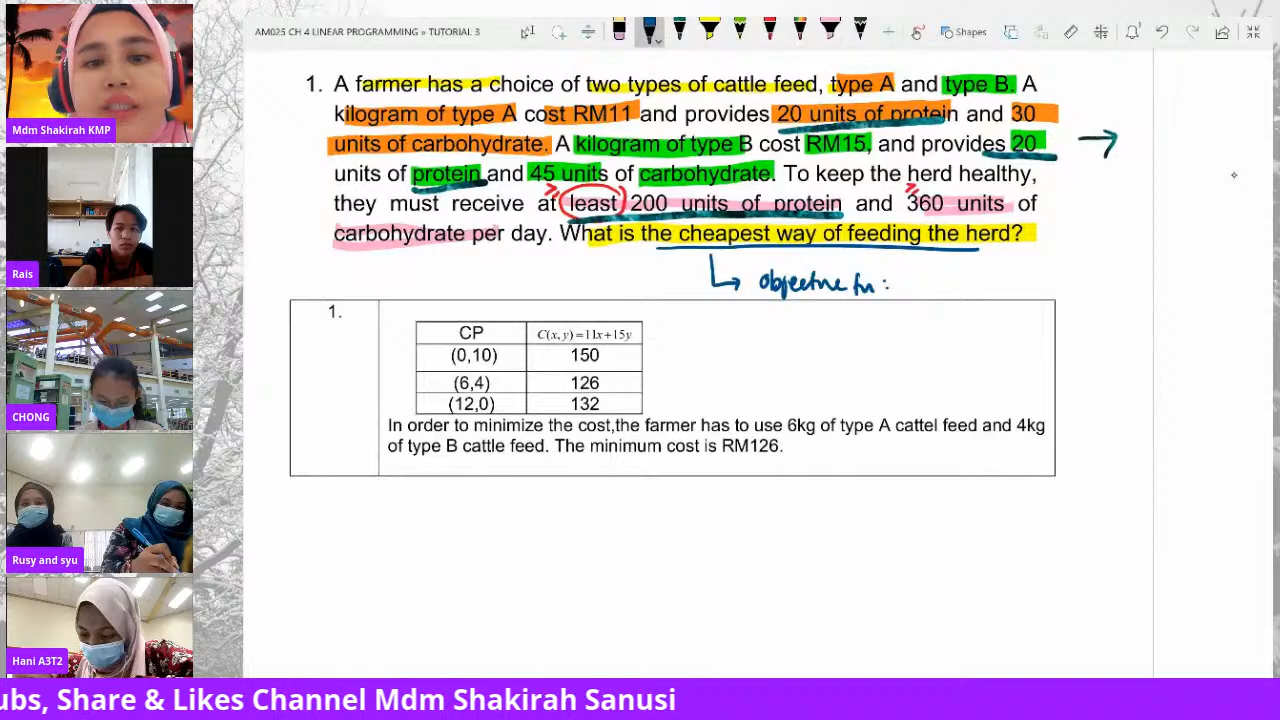 AM025 CH 4 LINEAR PROGRAMMING » TUTORIAL 3
Shapes
1. A farmer has a choice of two types of cattle feed, type A and type B. A
kilogram of type A cost RM11 and provides 20 units of protein and 30
units of carbohydrate. A kilogram of type B cost RM15, and provides 20
units of protein and 45 units of carbohydrate. To keep the herd healthy,
they must receive at least 200 units of protein and 360 units of
carbohydrate per day. What is the cheapest way of feeding the herd?
objective fn:
1.
CP C(x, y) = 11x+15y
(0,10) 150
(6,4) 126
(12,0) 132
In order to minimize the cost,the farmer has to use 6kg of type A cattel feed and 4kg
of type B cattle feed. The minimum cost is RM126.
Mdm Shakirah KMP
Rais
CHONG
Rusy and syu
Hani A3T2
ubs, Share & Likes Channel Mdm Shakirah Sanusi